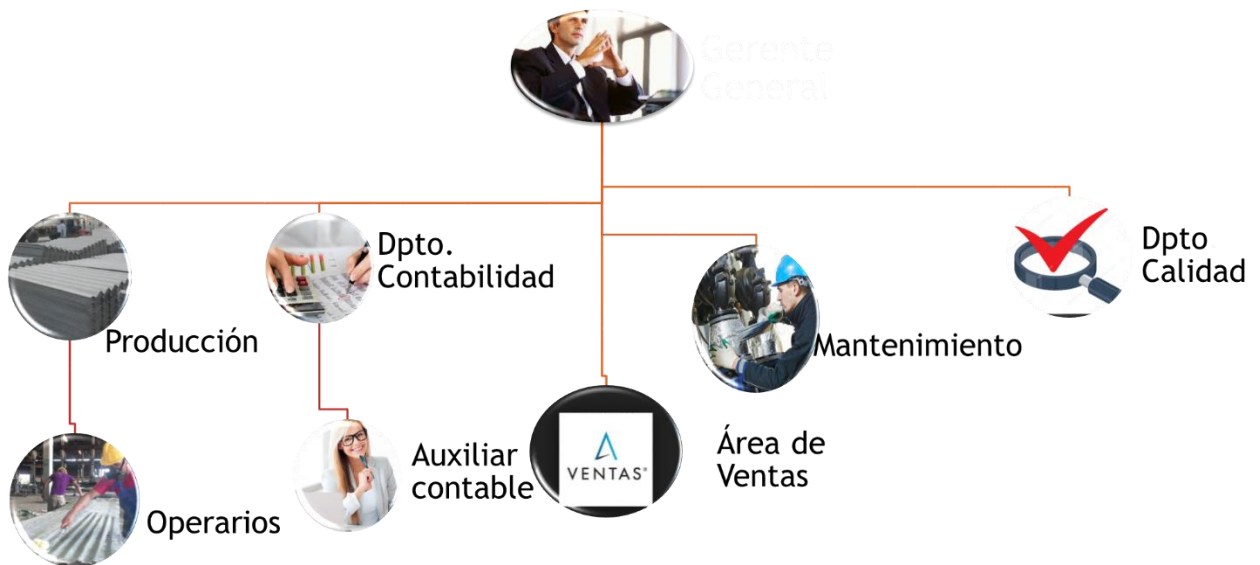 Gerente
General
Dpto.
Contabilidad
Dpto
Calidad
Producción
Mantenimiento
Auxiliar
contable
VENTAS®
Área de
Ventas
Operarios